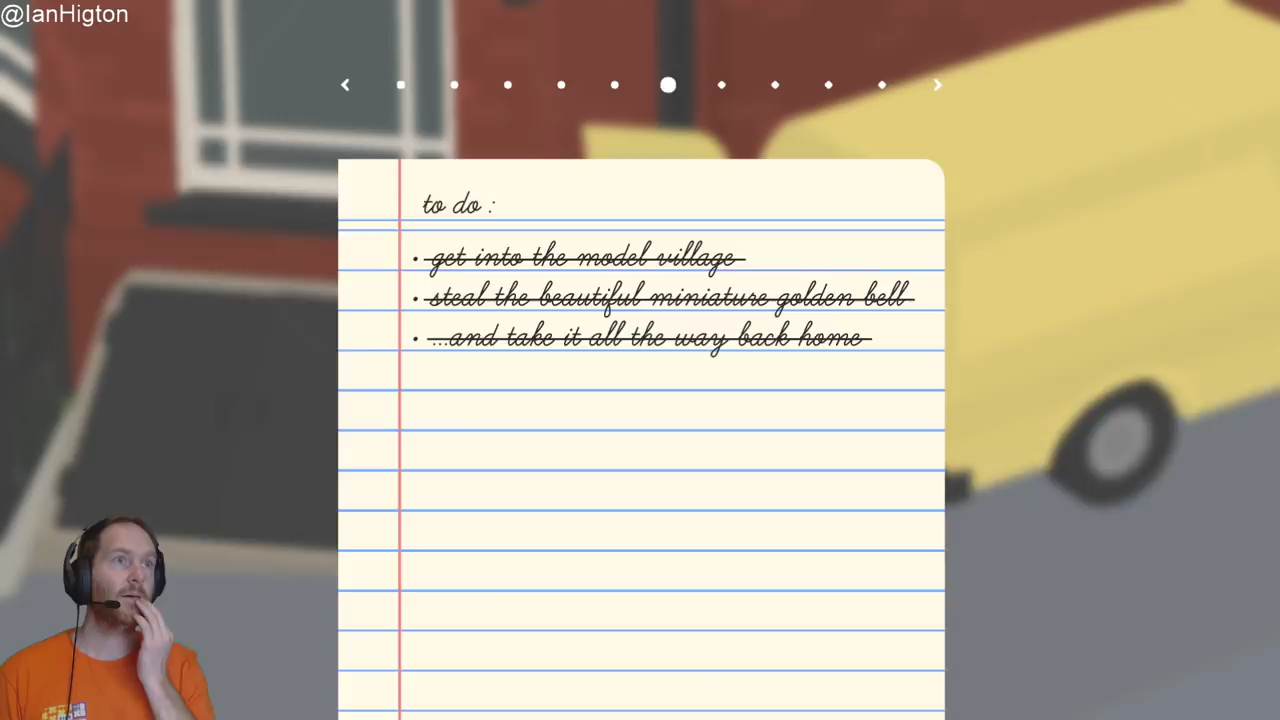 @IanHigton
to do :
• get into the model village
• steal the beautiful miniature golden bell
• ...and take it all the way back home